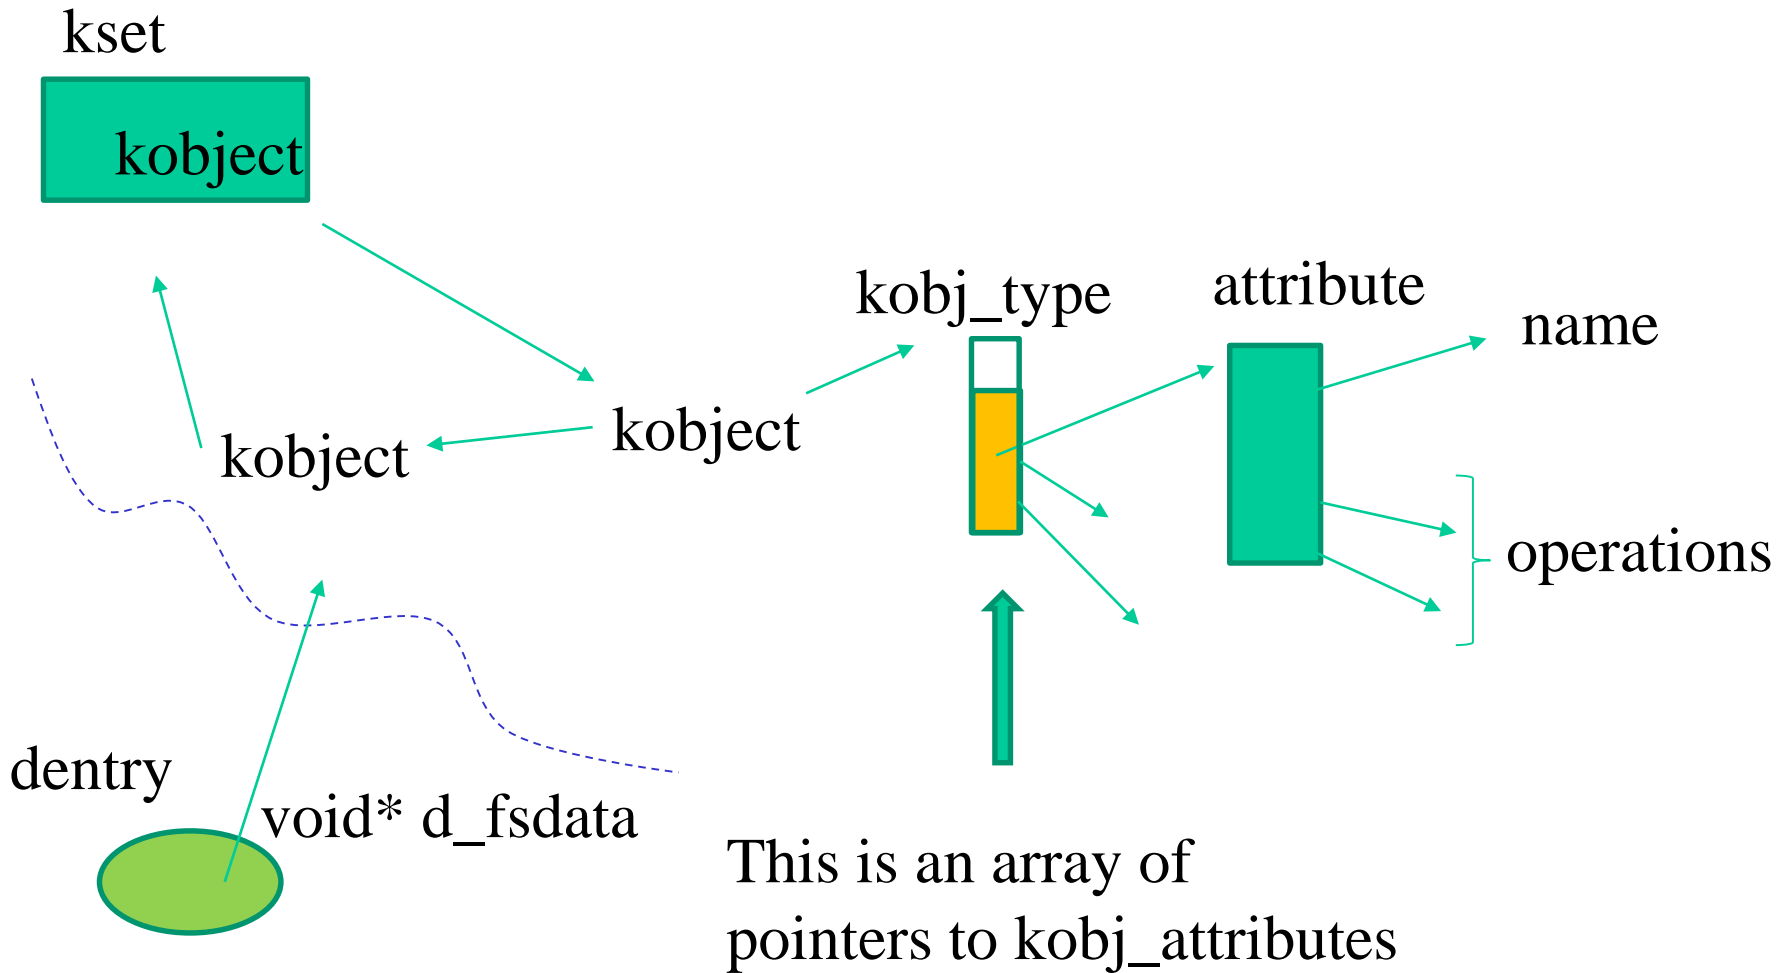 kset
kobject
kobj_type
attribute
name
kobject
kobject
operations
dentry
void* d_fsdata
This is an array of
pointers to kobj_attributes